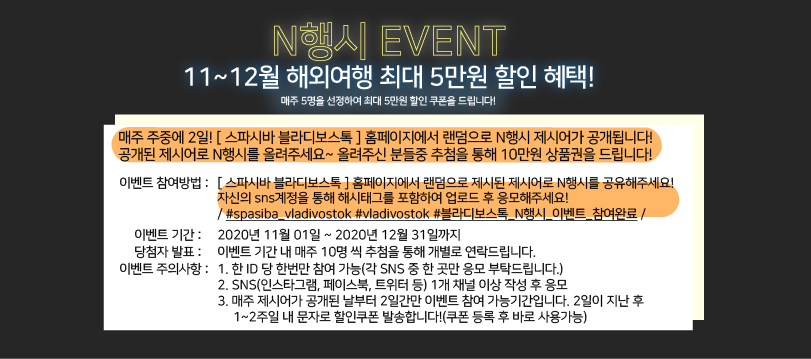 N행시 EVENT
11~12월 해외여행 최대 5만원 할인 혜택!
매주 5명을 선정하여 최대 5만원 할인 쿠폰을 드립니다!
매주 주중에 2일! [ 스파시바 블라디보스톡 ] 홈페이지에서 랜덤으로 N행시 제시어가 공개됩니다!
공개된 제시어로 N행시를 올려주세요~ 올려주신 분들중 추첨을 통해 10만원 상품권을 드립니다!
이벤트 참여방법 : [ 스파시바 블라디보스톡 ] 홈페이지에서 랜덤으로 제시된 제시어로 N행시를 공유해주세요!
자신의 sns계정을 통해 해시태그를 포함하여 업로드 후 응모해주세요!
/ #spasiba_vladivostok #vladivostok #블라디보스톡_N행시_이벤트_참여완료 /
이벤트 기간 : 2020년 11월 01일 ~ 2020년 12월 31일까지
당첨자 발표 : 이벤트 기간 내 매주 10명 씩 추첨을 통해 개별로 연락드립니다.
이벤트 주의사항 : 1. 한 ID 당 한번만 참여 가능(각 SNS 중 한 곳만 응모 부탁드립니다.)
2. SNS(인스타그램, 페이스북, 트위터 등) 1개 채널 이상 작성 후 응모
3. 매주 제시어가 공개된 날부터 2일간만 이벤트 참여 가능기간입니다. 2일이 지난 후
1~2주일 내 문자로 할인쿠폰 발송합니다!(쿠폰 등록 후 바로 사용가능)